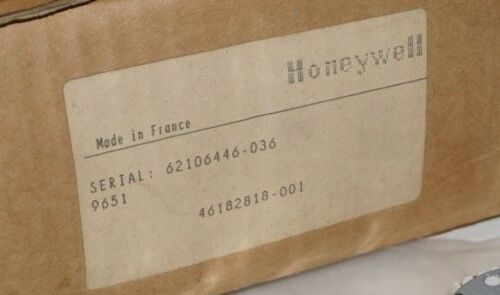 Honeywell
Made in France
SERIAL: 62106446-036
9651
46182818-001